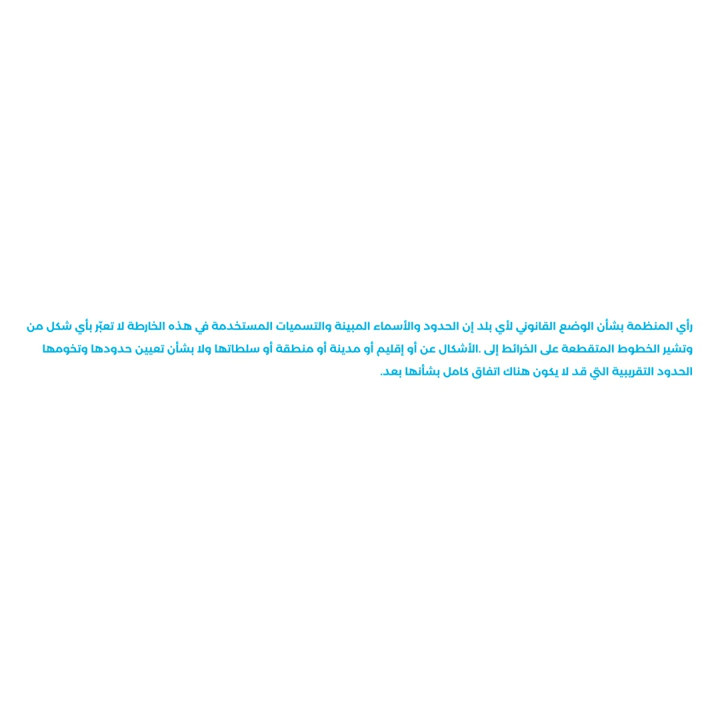 رأي المنظمة بشأن الوضع القانوني لأي بلد إن الحدود والأسماء المبينة والتسميات المستخدمة في هذه الخارطة لا تعبّر بأي شكل من
وتشير الخطوط المتقطعة على الخرائط إلى .الأشكال عن أو إقليم أو مدينة أو منطقة أو سلطاتها ولا بشأن تعيين حدودها وتخومها
الحدود التقريبية التي قد لا يكون هناك اتفاق كامل بشأنها بعد.